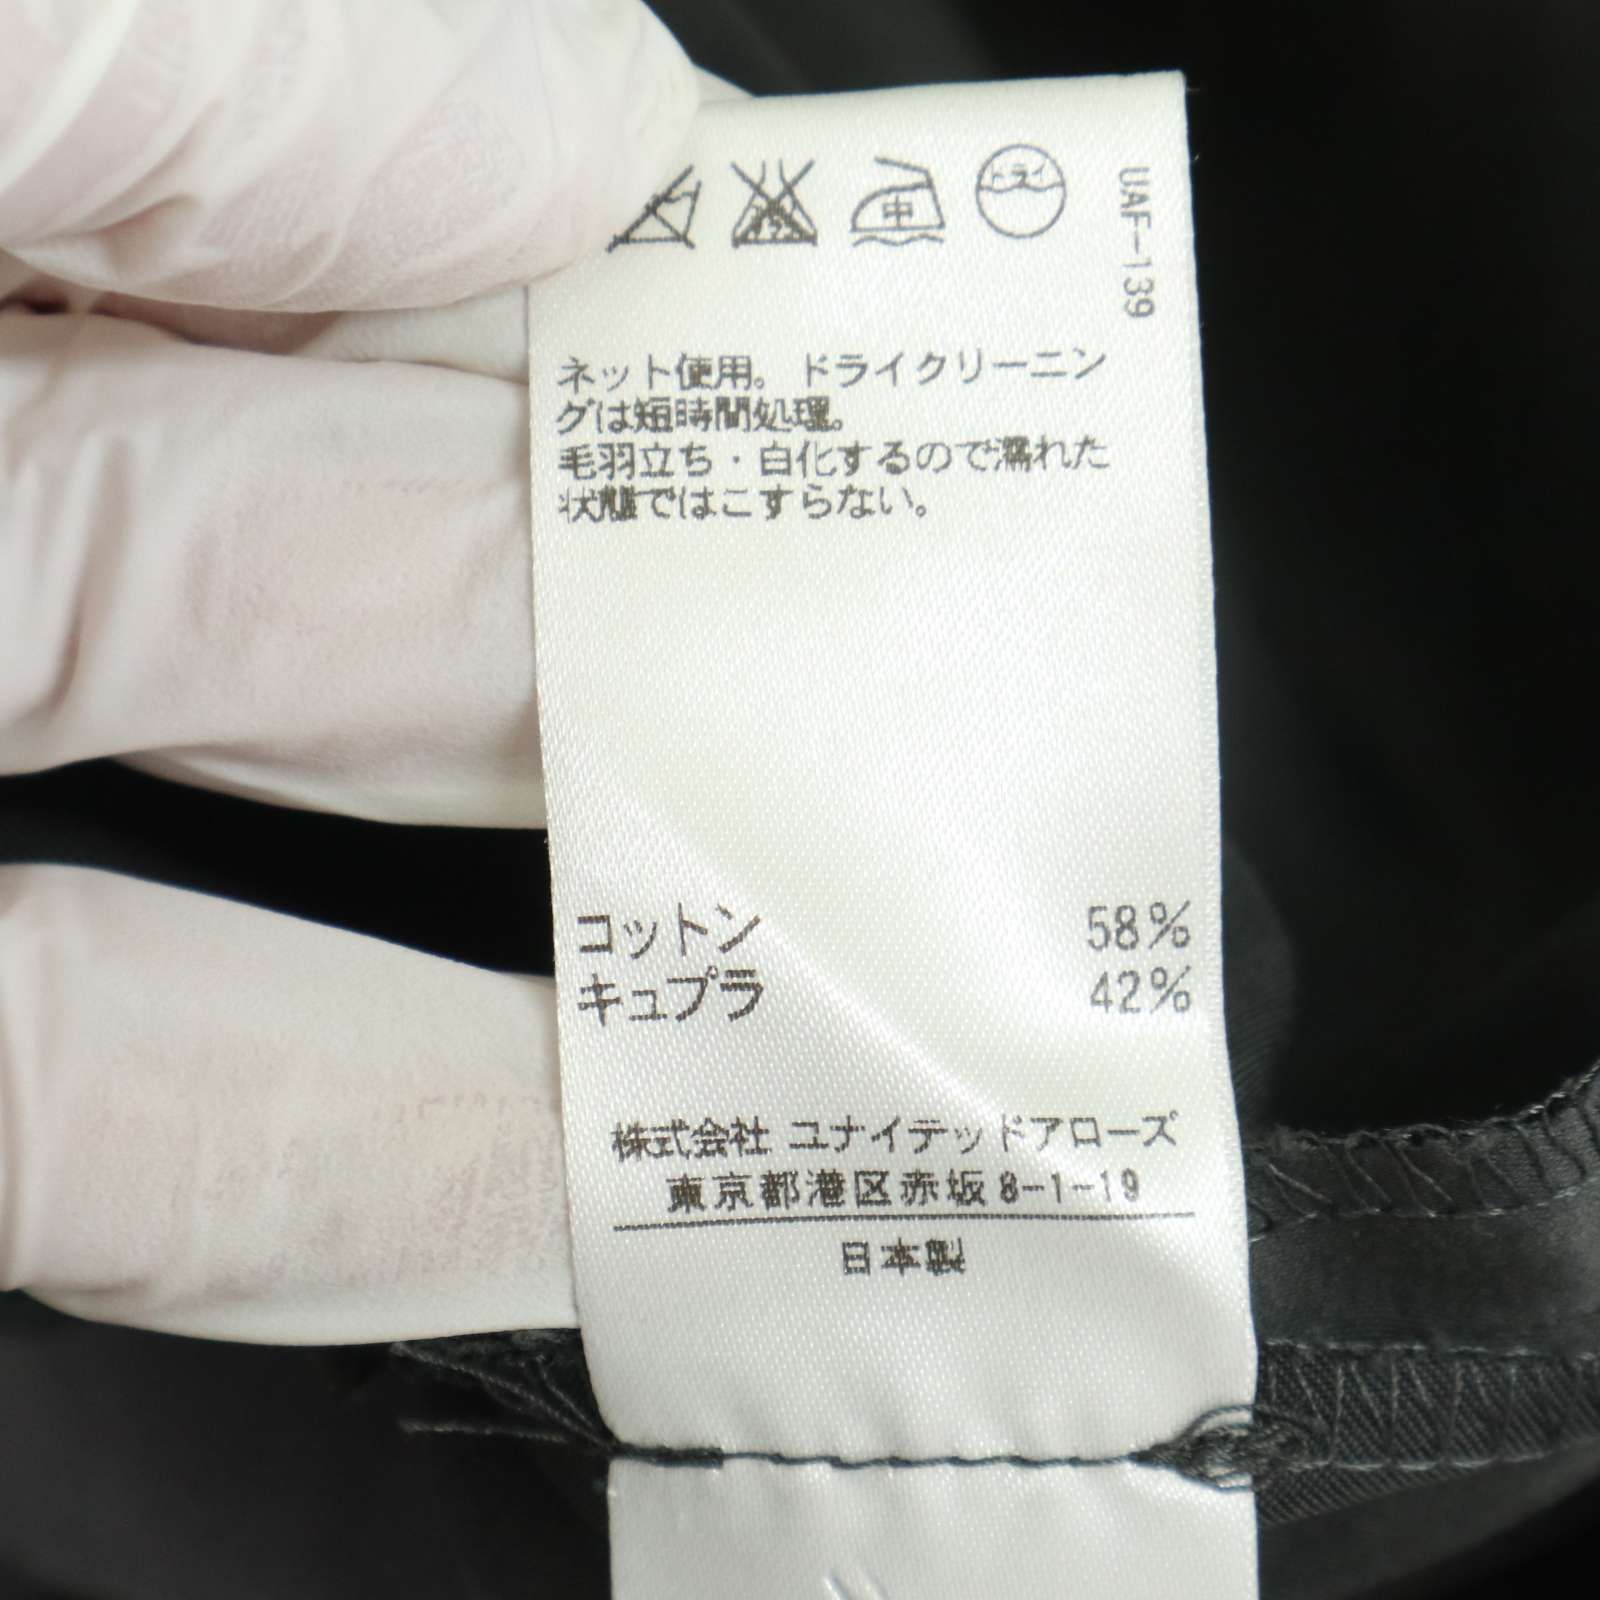 中
ドライ
UAF-139
ネット使用。ドライクリーニン
グは短時間処理。
毛羽立ち・白化するので濡れた
状態ではこすらない。
コットン 58%
キュプラ 42%
株式会社 ユナイテッドアローズ
東京都港区赤坂8-1-19
日本製